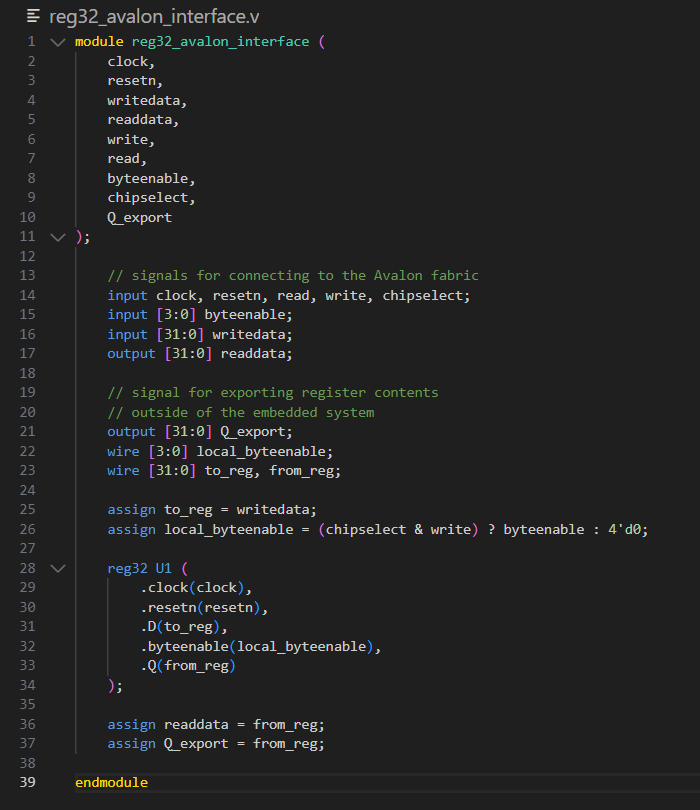 reg32_avalon_interface.v
1 module reg32_avalon_interface (
2     clock,
3     resetn,
4     writedata,
5     readdata,
6     write,
7     read,
8     byteenable,
9     chipselect,
10     Q_export
11 );
12
13     // signals for connecting to the Avalon fabric
14     input clock, resetn, read, write, chipselect;
15     input [3:0] byteenable;
16     input [31:0] writedata;
17     output [31:0] readdata;
18
19     // signal for exporting register contents
20     // outside of the embedded system
21     output [31:0] Q_export;
22     wire [3:0] local_byteenable;
23     wire [31:0] to_reg, from_reg;
24
25     assign to_reg = writedata;
26     assign local_byteenable = (chipselect & write) ? byteenable : 4'd0;
27
28     reg32 U1 (
29         .clock(clock),
30         .resetn(resetn),
31         .D(to_reg),
32         .byteenable(local_byteenable),
33         .Q(from_reg)
34     );
35
36     assign readdata = from_reg;
37     assign Q_export = from_reg;
38
39 endmodule